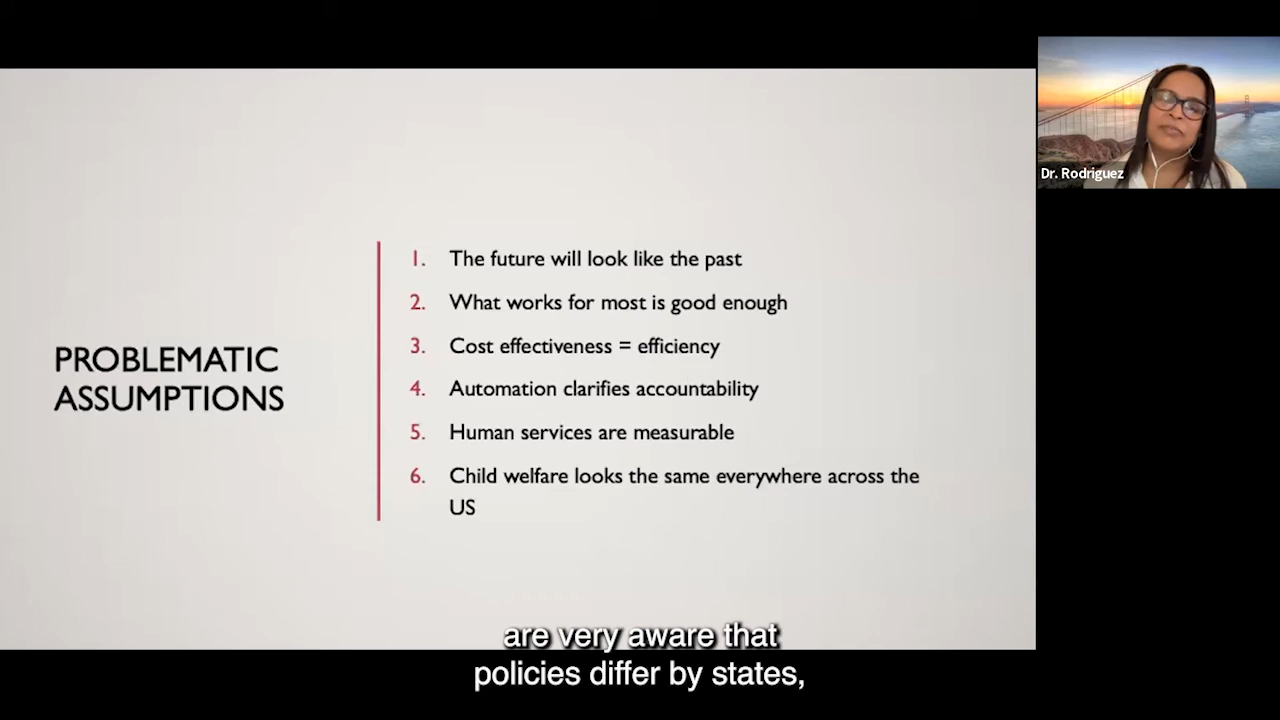 Dr. Rodriguez
PROBLEMATIC
ASSUMPTIONS
1. The future will look like the past
2. What works for most is good enough
3. Cost effectiveness = efficiency
4. Automation clarifies accountability
5. Human services are measurable
6. Child welfare looks the same everywhere across the
US
are very aware that
policies differ by states,